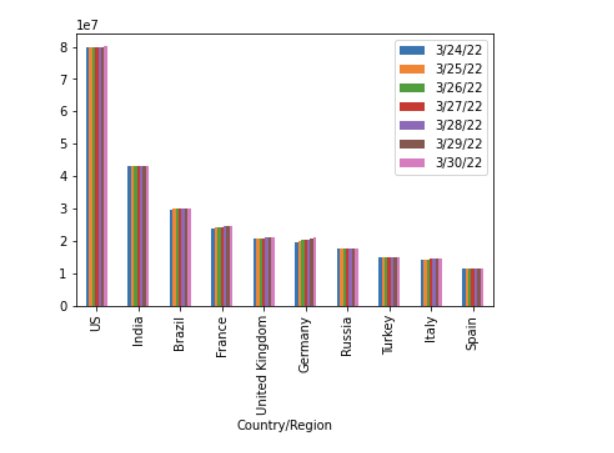 1e7
8
7
6
5
4
3
2
1
0
3/24/22
3/25/22
3/26/22
3/27/22
3/28/22
3/29/22
3/30/22
US
India
Brazil
France
United Kingdom
Germany
Russia
Turkey
Italy
Spain
Country/Region